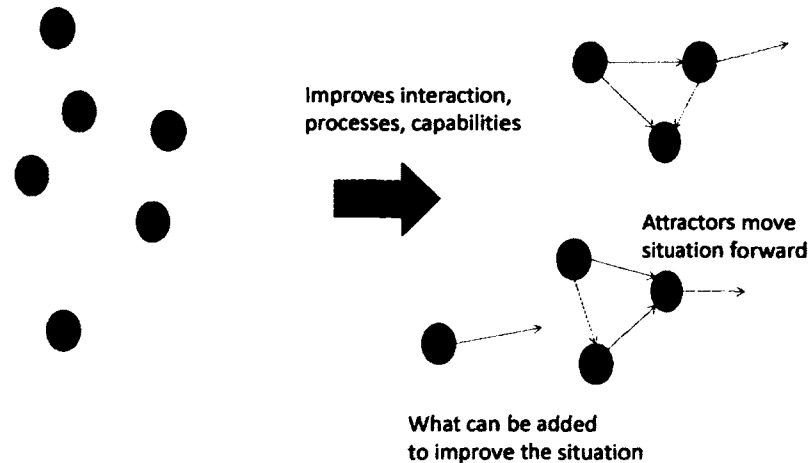 Improves interaction,
processes, capabilities
Attractors move
situation forward
What can be added
to improve the situation